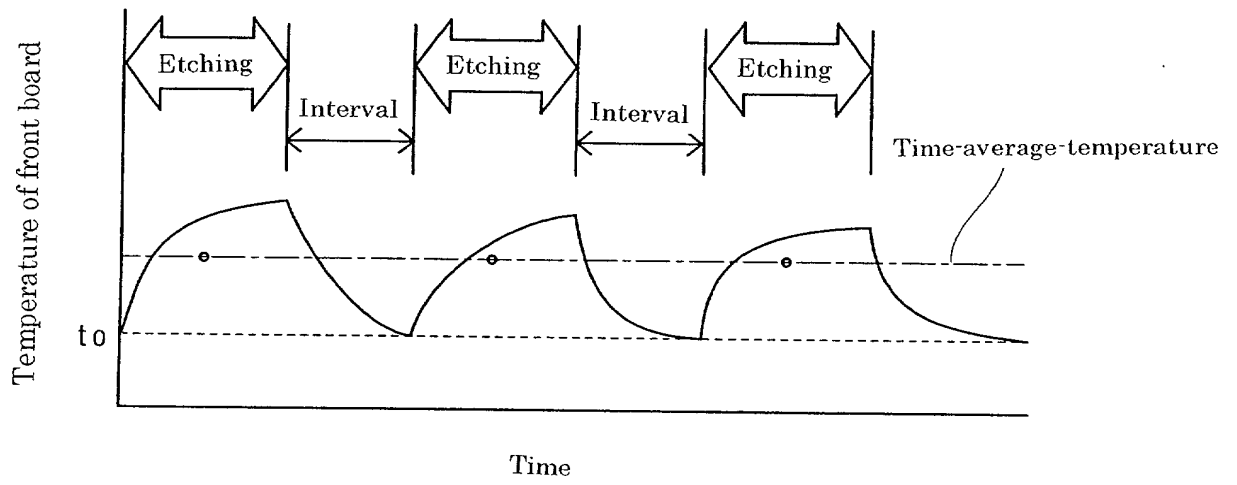 Etching
Etching
Etching
Interval
Interval
Time-average-temperature
Temperature of front board
to
Time